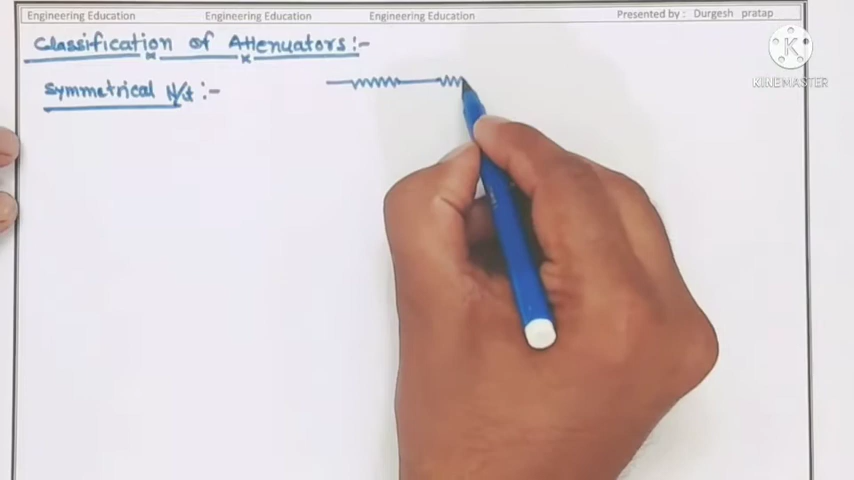 Engineering Education Engineering Education Engineering Education Presented by : Durgesh pratap
Classification of Attenuators :-
Symmetrical N/t :-
KINEMASTER